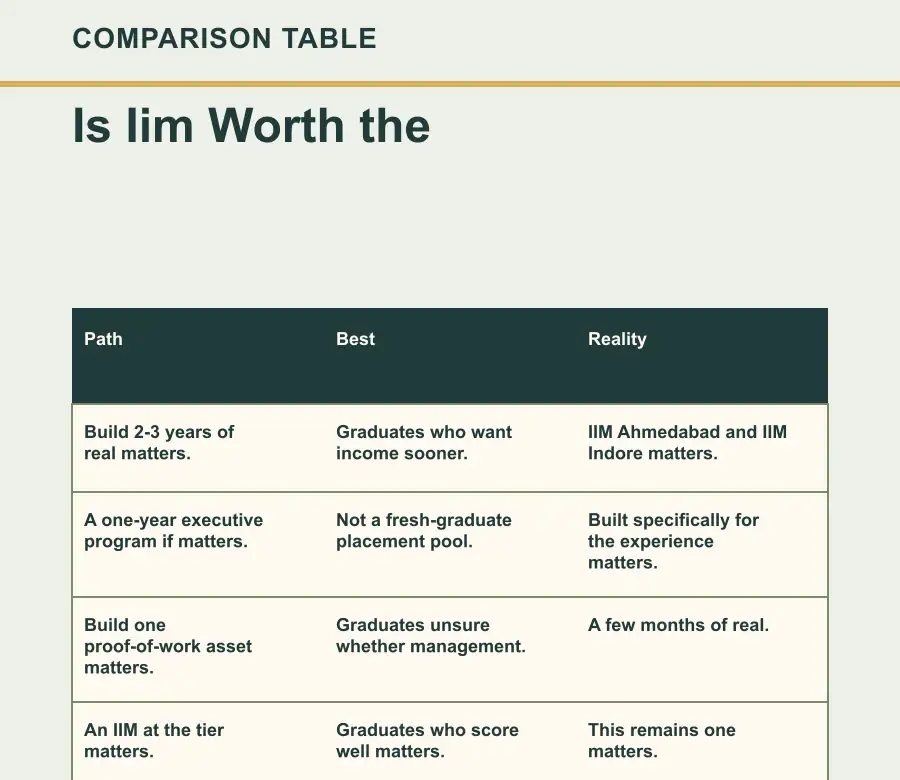 COMPARISON TABLE
Is Iim Worth the
Path Best Reality
Build 2-3 years of
real matters.
Graduates who want
income sooner.
IIM Ahmedabad and IIM
Indore matters.
A one-year executive
program if matters.
Not a fresh-graduate
placement pool.
Built specifically for
the experience
matters.
Build one
proof-of-work asset
matters.
Graduates unsure
whether management.
A few months of real.
An IIM at the tier
matters.
Graduates who score
well matters.
This remains one
matters.